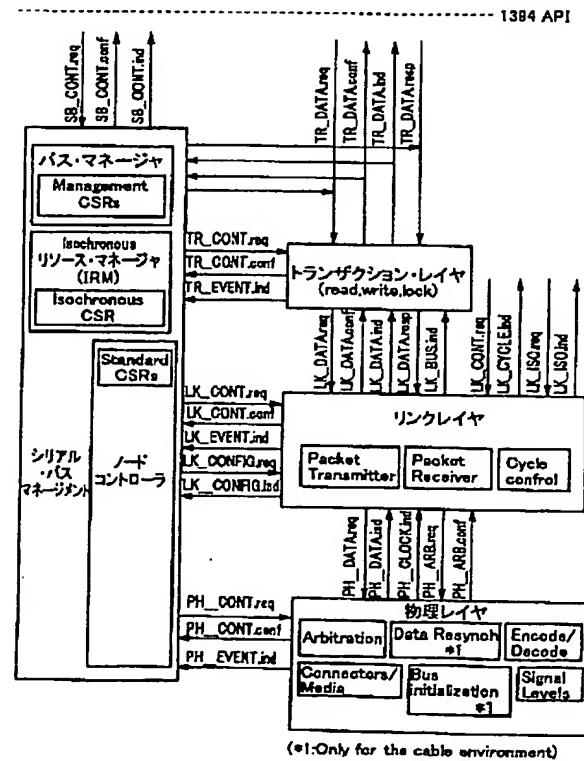 1394 API
SB_CONT.req
SB_CONT.conf
SB_CONT.ind
TR_DATA.req
TR_DATA.conf
TR_DATA.ind
TR_DATA.resp
バス・マネージャ
Management
CSRs
Isochronous
リソース・マネージャ
(IRM)
Isochronous
CSR
TR_CONT.req
TR_CONT.conf
TR_EVENT.ind
トランザクション・レイヤ
(read,write,lock)
Standard
CSRs
LK_DATA.req
LK_DATA.conf
LK_DATA.ind
LK_DATA.resp
LK_BUS.ind
LK_CONT.req
LK_CYCLE.ind
LK_ISO.req
LK_ISO.ind
LK_CONT.req
LK_CONT.conf
LK_EVENT.ind
LK_CONFIG.req
LK_CONFIG.ind
リンクレイヤ
Packet
Transmitter
Packet
Receiver
Cycle
control
シリアル
・バス
マネージメント
ノード
コントローラ
PH_DATA.req
PH_DATA.ind
PH_CLOCK.ind
PH_ARB.req
PH_ARB.conf
PH_CONT.req
PH_CONT.conf
PH_EVENT.ind
物理レイヤ
Arbitration
Data Resynch
*1
Encode/
Decode
Connectors/
Media
Bus
initialization
*1
Signal
Levels
(*1:Only for the cable environment)